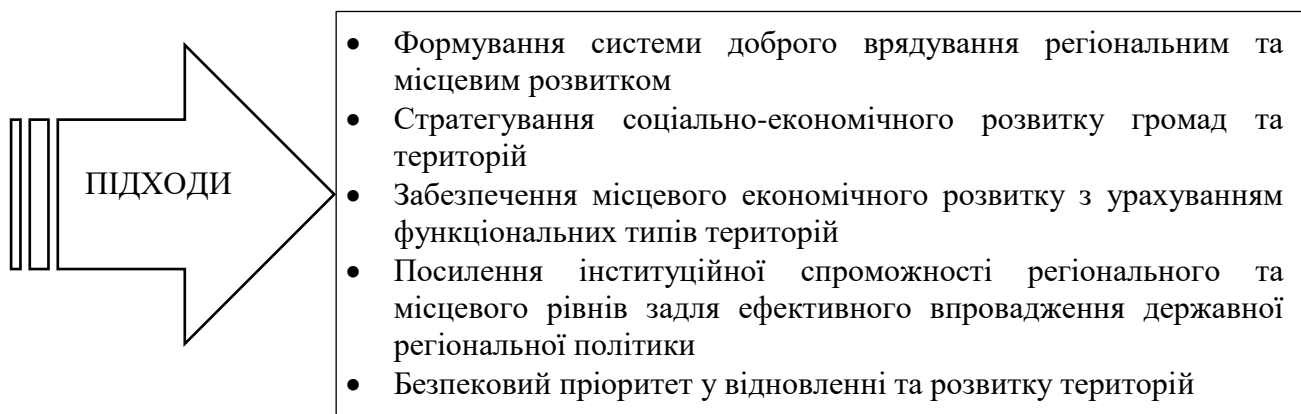 ПІДХОДИ
• Формування системи доброго врядування регіональним та
місцевим розвитком
• Стратегування соціально-економічного розвитку громад та
територій
• Забезпечення місцевого економічного розвитку з урахуванням
функціональних типів територій
• Посилення інституційної спроможності регіонального та
місцевого рівнів задля ефективного впровадження державної
регіональної політики
• Безпековий пріоритет у відновленні та розвитку територій